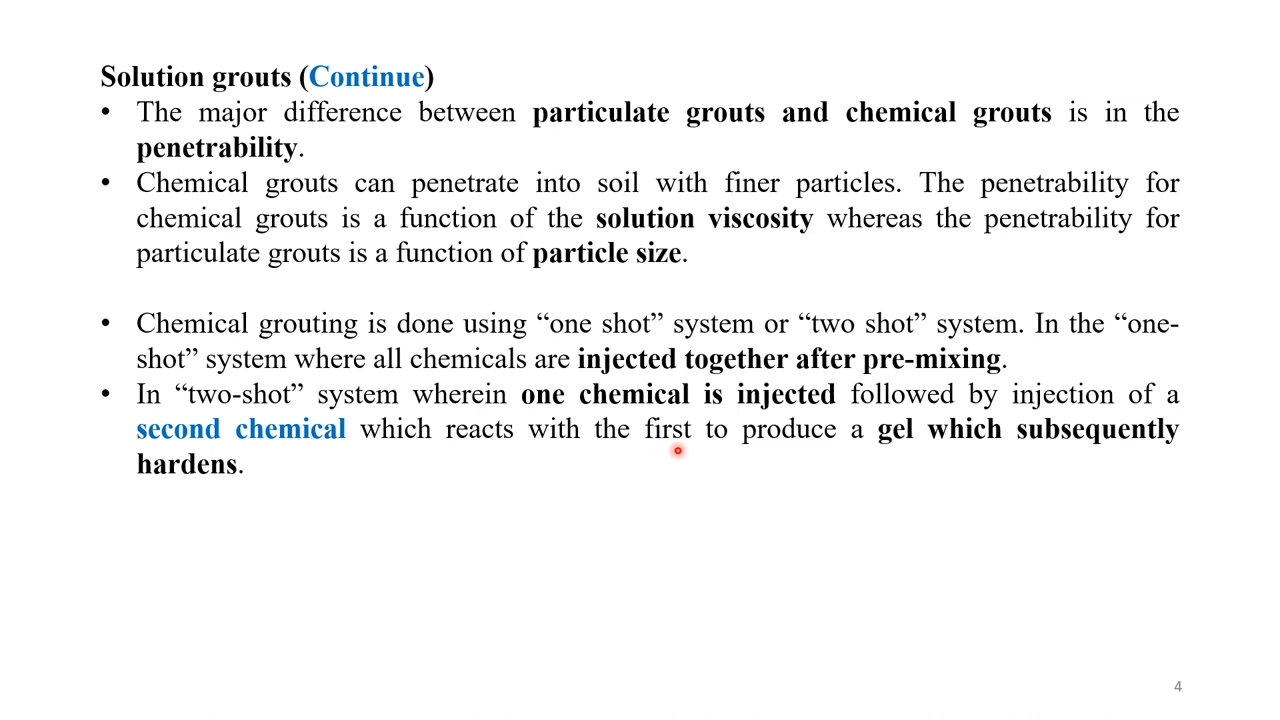 Solution grouts (Continue)
• The major difference between particulate grouts and chemical grouts is in the
penetrability.
• Chemical grouts can penetrate into soil with finer particles. The penetrability for
chemical grouts is a function of the solution viscosity whereas the penetrability for
particulate grouts is a function of particle size.
• Chemical grouting is done using “one shot” system or “two shot” system. In the “one-
shot” system where all chemicals are injected together after pre-mixing.
• In “two-shot” system wherein one chemical is injected followed by injection of a
second chemical which reacts with the first to produce a gel which subsequently
hardens.
4